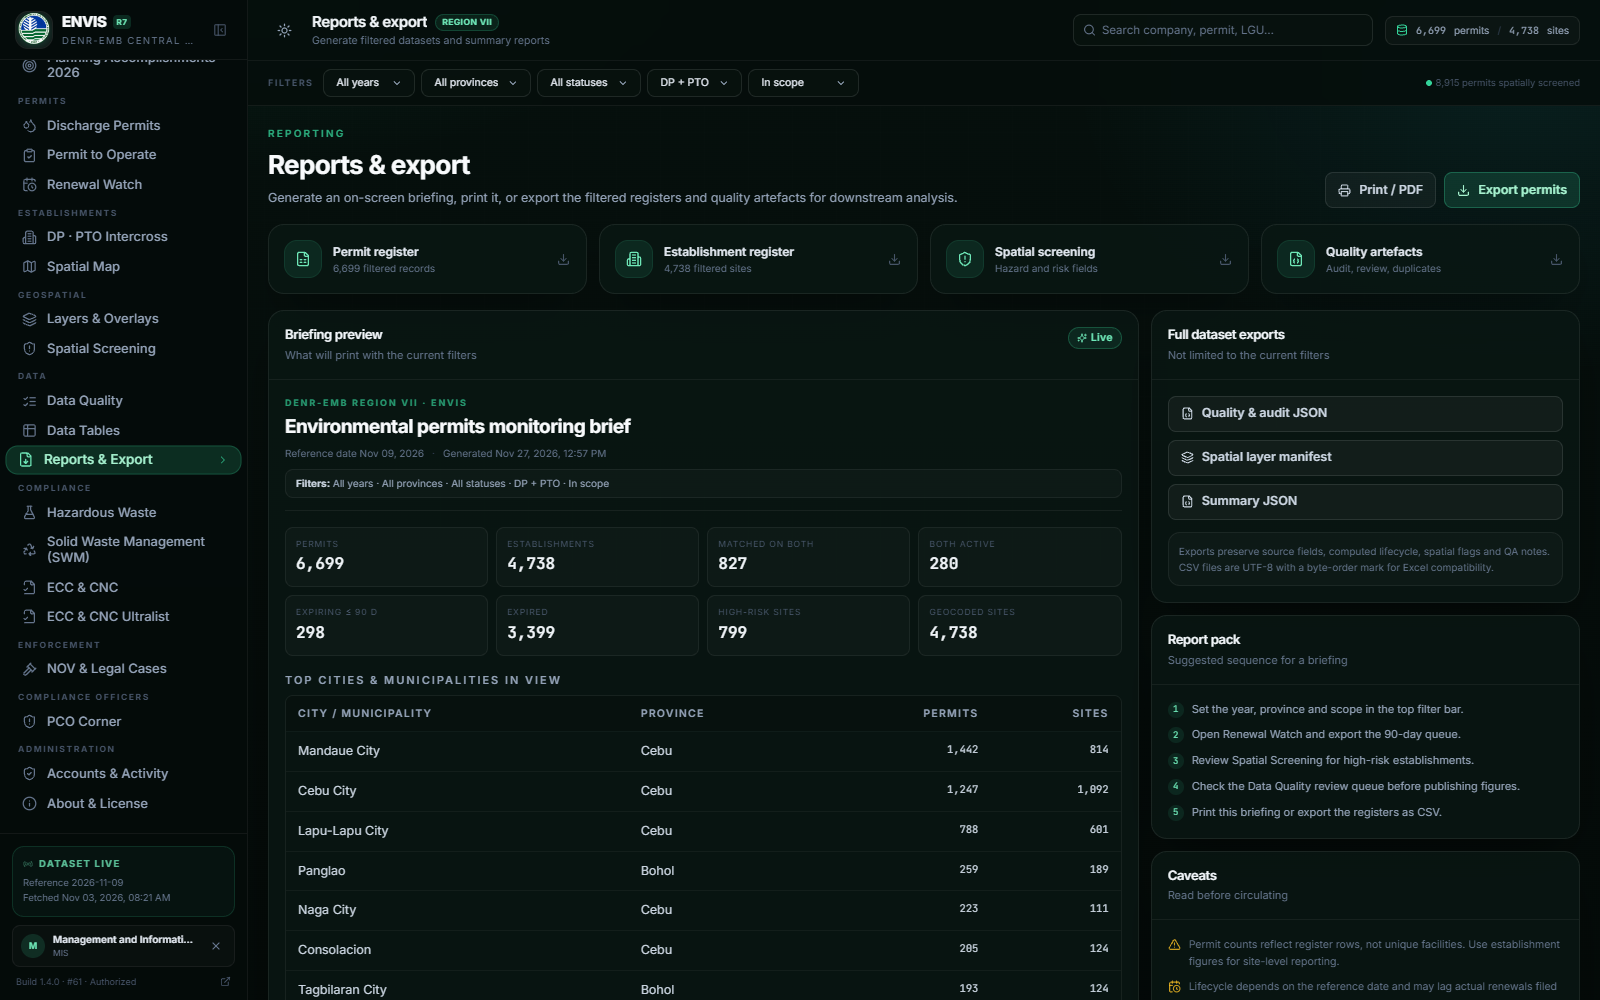 ENVIS R7
DENR-EMB CENTRAL ...
Planning Accomplishments
2026
PERMITS
Discharge Permits
Permit to Operate
Renewal Watch
ESTABLISHMENTS
DP · PTO Intercross
Spatial Map
GEOSPATIAL
Layers & Overlays
Spatial Screening
DATA
Data Quality
Data Tables
Reports & Export
COMPLIANCE
Hazardous Waste
Solid Waste Management
(SWM)
ECC & CNC
ECC & CNC Ultralist
ENFORCEMENT
NOV & Legal Cases
COMPLIANCE OFFICERS
PCO Corner
ADMINISTRATION
Accounts & Activity
About & License
DATASET LIVE
Reference 2026-11-09
Fetched Nov 03, 2026, 08:21 AM
M
Management and Informati...
MIS
Build 1.4.0 · #61 · Authorized
Reports & export REGION VII
Generate filtered datasets and summary reports
Search company, permit, LGU...
6,699 permits / 4,738 sites
FILTERS All years All provinces All statuses DP + PTO In scope
8,915 permits spatially screened
REPORTING
Reports & export
Generate an on-screen briefing, print it, or export the filtered registers and quality artefacts for downstream analysis.
Print / PDF Export permits
Permit register
6,699 filtered records
Establishment register
4,738 filtered sites
Spatial screening
Hazard and risk fields
Quality artefacts
Audit, review, duplicates
Briefing preview
What will print with the current filters
Live
DENR-EMB REGION VII · ENVIS
Environmental permits monitoring brief
Reference date Nov 09, 2026 · Generated Nov 27, 2026, 12:57 PM
Filters: All years · All provinces · All statuses · DP + PTO · In scope
PERMITS
6,699
ESTABLISHMENTS
4,738
MATCHED ON BOTH
827
BOTH ACTIVE
280
EXPIRING ≤ 90 D
298
EXPIRED
3,399
HIGH-RISK SITES
799
GEOCODED SITES
4,738
TOP CITIES & MUNICIPALITIES IN VIEW
CITY / MUNICIPALITY PROVINCE PERMITS SITES
Mandaue City Cebu 1,442 814
Cebu City Cebu 1,247 1,092
Lapu-Lapu City Cebu 788 601
Panglao Bohol 259 189
Naga City Cebu 223 111
Consolacion Cebu 205 124
Tagbilaran City Bohol 193 124
Full dataset exports
Not limited to the current filters
Quality & audit JSON
Spatial layer manifest
Summary JSON
Exports preserve source fields, computed lifecycle, spatial flags and QA notes.
CSV files are UTF-8 with a byte-order mark for Excel compatibility.
Report pack
Suggested sequence for a briefing
1 Set the year, province and scope in the top filter bar.
2 Open Renewal Watch and export the 90-day queue.
3 Review Spatial Screening for high-risk establishments.
4 Check the Data Quality review queue before publishing figures.
5 Print this briefing or export the registers as CSV.
Caveats
Read before circulating
Permit counts reflect register rows, not unique facilities. Use establishment
figures for site-level reporting.
Lifecycle depends on the reference date and may lag actual renewals filed